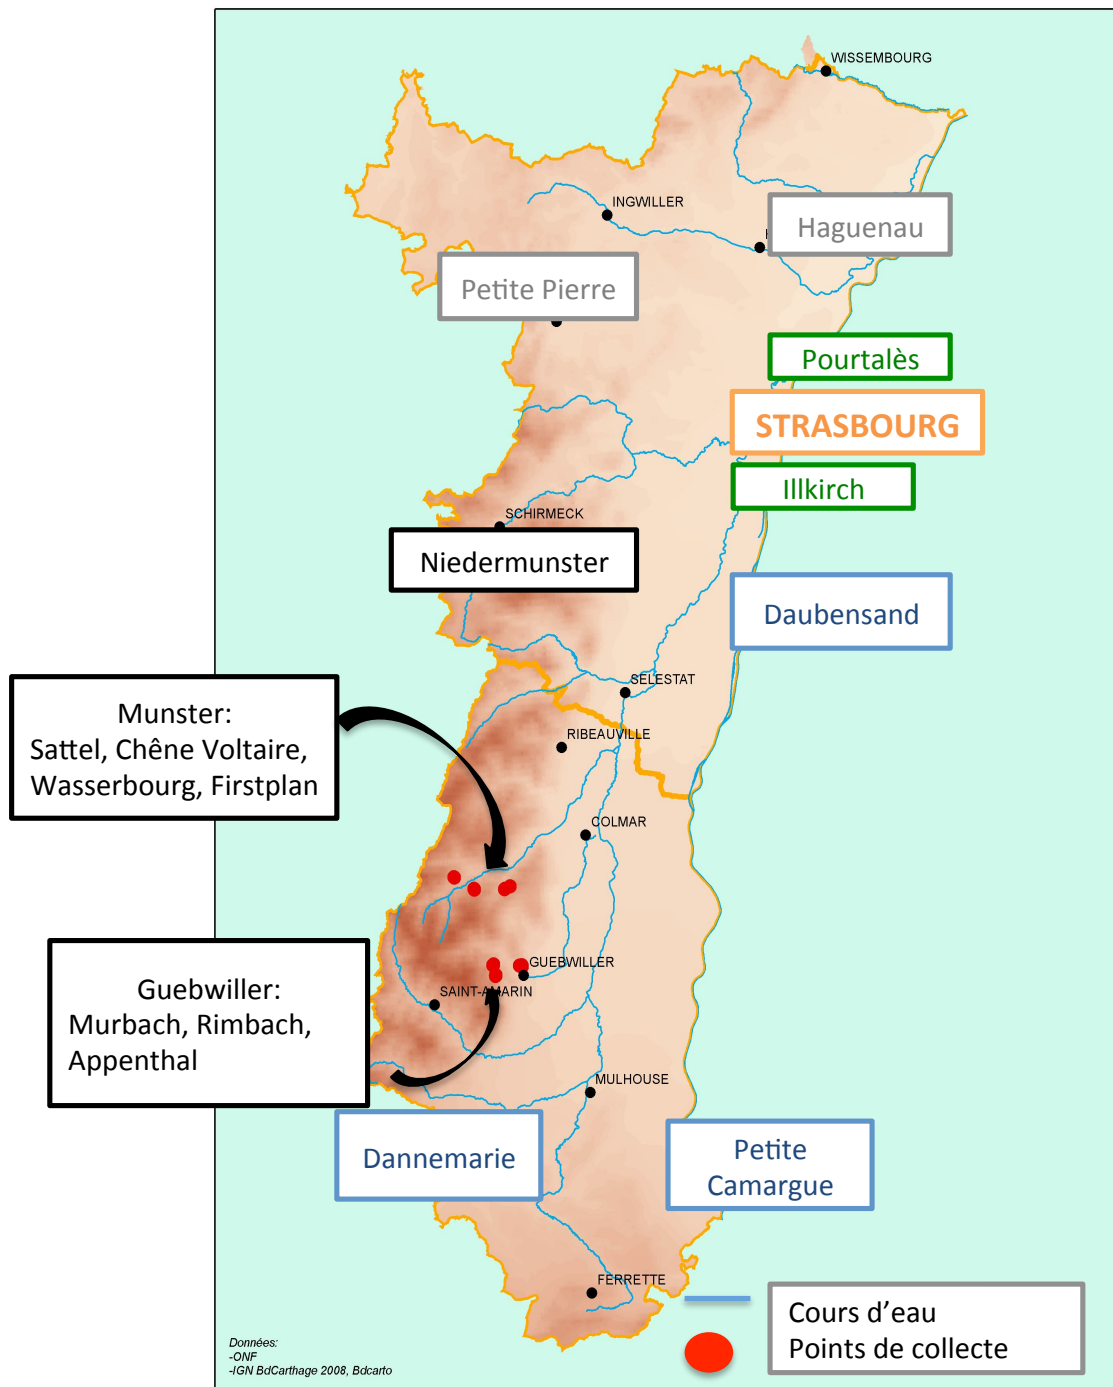 WISSEMBOURG
INGWILLER
Haguenau
Petite Pierre
Pourtalès
STRASBOURG
Illkirch
SCHIRMECK
Niedermunster
Daubensand
SELESTAT
Munster:
Sattel, Chêne Voltaire,
Wasserbourg, Firstplan
RIBEAUVILLE
COLMAR
GUEBWILLER
Guebwiller:
Murbach, Rimbach,
Appenthal
SAINT-AMARIN
MULHOUSE
Dannemarie
Petite
Camargue
FERRETTE
Cours d'eau
Points de collecte
Données:
-ONF
-IGN BdCarthage 2008, Bdcarto